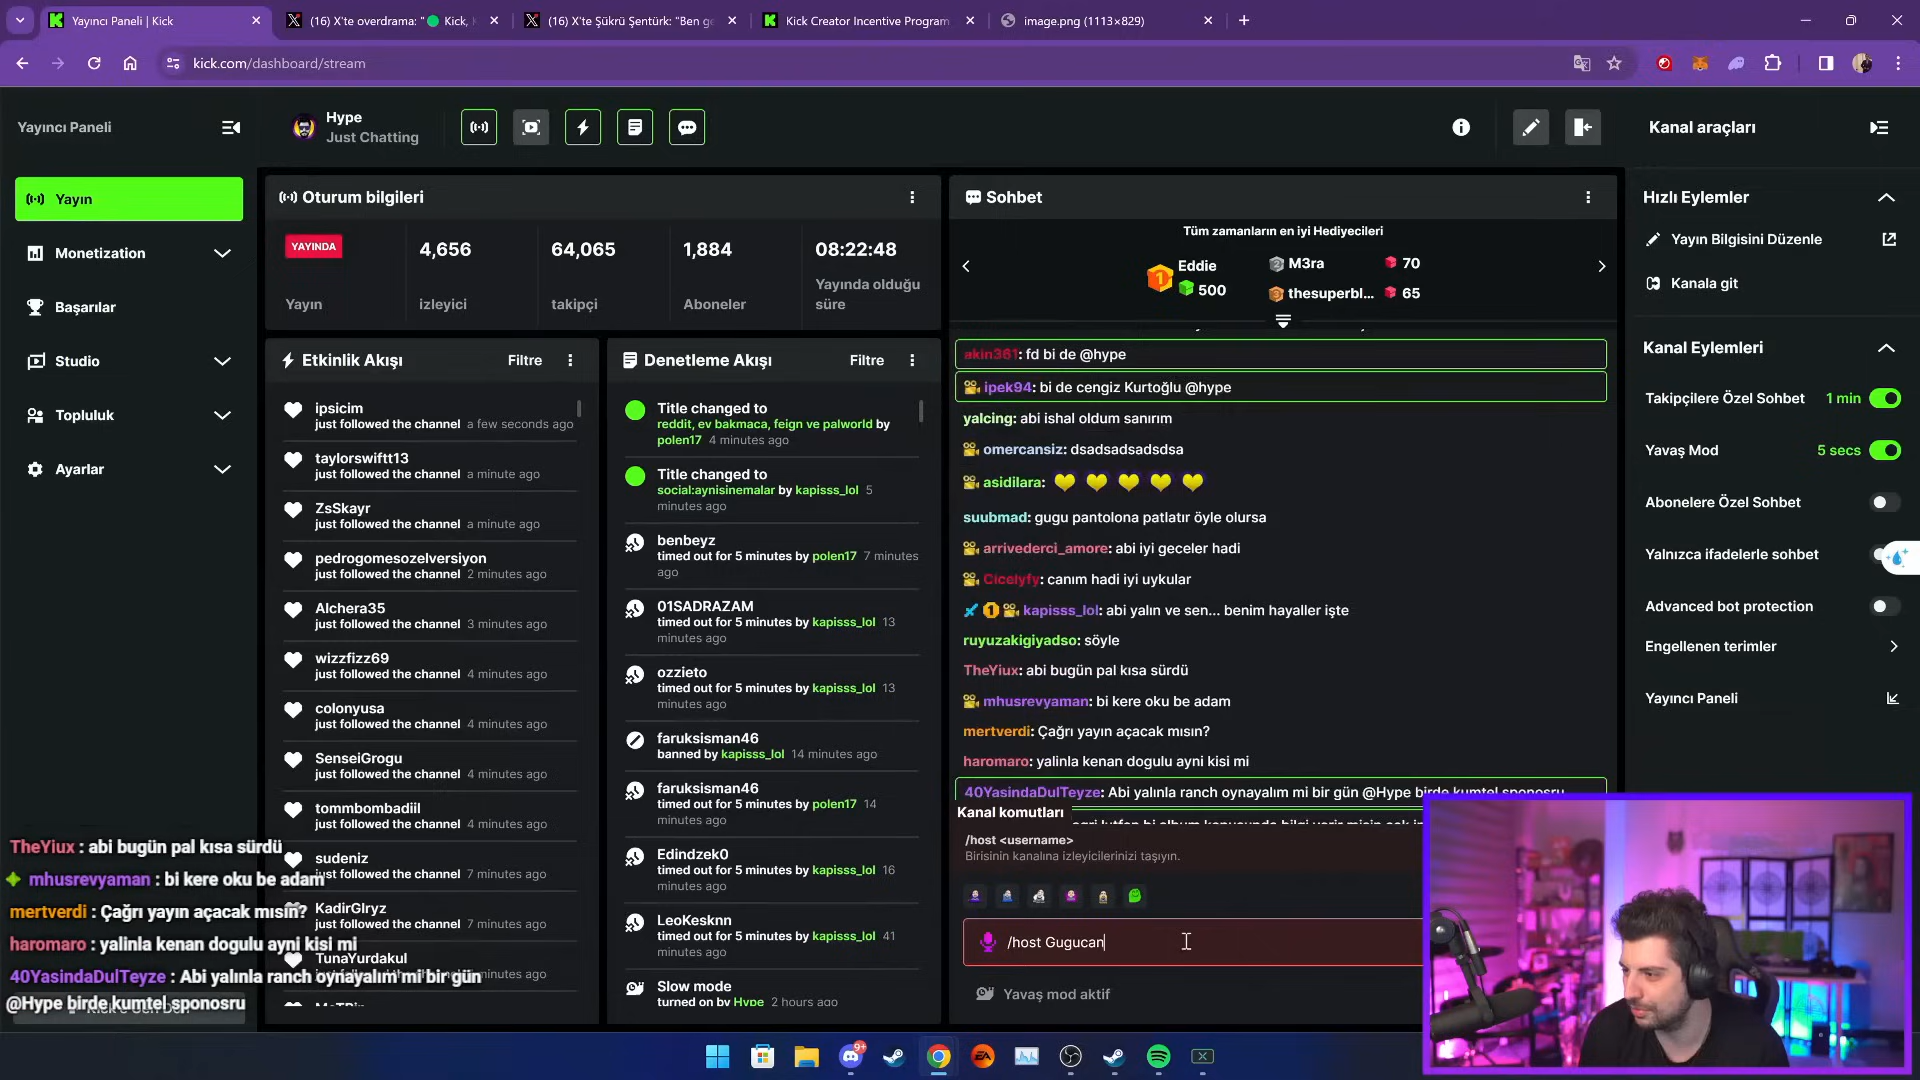 Yayıncı Paneli | Kick
(16) X'te overdrama: "🟢 Kick,
(16) X'te Şükrü Şentürk: "Ben ge
Kick Creator Incentive Program
image.png (1113×829)
kick.com/dashboard/stream
Yayıncı Paneli
Hype
Just Chatting
Kanal araçları
Yayın
Monetization
Başarılar
Studio
Topluluk
Ayarlar
Oturum bilgileri
YAYINDA
4,656
64,065
1,884
08:22:48
Yayın
izleyici
takipçi
Aboneler
Yayında olduğu
süre
Etkinlik Akışı
Filtre
ipsicim
just followed the channel a few seconds ago
taylorswiftt13
just followed the channel a minute ago
ZsSkayr
just followed the channel a minute ago
pedrogomesozelversiyon
just followed the channel 2 minutes ago
Alchera35
just followed the channel 3 minutes ago
wizzfizz69
just followed the channel 4 minutes ago
colonyusa
just followed the channel 4 minutes ago
SenseiGrogu
just followed the channel 4 minutes ago
tommbombadiil
just followed the channel 4 minutes ago
sudeniz
just followed the channel 7 minutes ago
KadirGlryz
just followed the channel 7 minutes ago
TunaYurdakul
just followed the channel 7 minutes ago
Denetleme Akışı
Filtre
Title changed to
reddit, ev bakmaca, feign ve palworld by
polen17 4 minutes ago
Title changed to
social:aynisinemalar by kapisss_lol 5
minutes ago
benbeyz
timed out for 5 minutes by polen17 7 minutes
ago
01SADRAZAM
timed out for 5 minutes by kapisss_lol 13
minutes ago
ozzieto
timed out for 5 minutes by kapisss_lol 13
minutes ago
faruksisman46
banned by kapisss_lol 14 minutes ago
faruksisman46
timed out for 5 minutes by polen17 14
minutes ago
Edindzek0
timed out for 5 minutes by kapisss_lol 16
minutes ago
LeoKesknn
timed out for 5 minutes by kapisss_lol 41
minutes ago
Slow mode
turned on by Hype 2 hours ago
Sohbet
Tüm zamanların en iyi Hediyecileri
1 Eddie
500
2 M3ra 70
3 thesuperbl... 65
akin361: fd bi de @hype
ipek94: bi de cengiz Kurtoğlu @hype
yalcing: abi ishal oldum sanırım
omercansiz: dsadsadsadsdsa
asidilara: 💛 💛 💛 💛 💛
suubmad: gugu pantolona patlatır öyle olursa
arrivederci_amore: abi iyi geceler hadi
Cicelyfy: canım hadi iyi uykular
1 kapisss_lol: abi yalın ve sen... benim hayaller işte
ruyuzakigiyadso: söyle
TheYiux: abi bugün pal kısa sürdü
mhusrevyaman: bi kere oku be adam
mertverdi: Çağrı yayın açacak mısın?
haromaro: yalinla kenan dogulu ayni kisi mi
40YasindaDulTeyze: Abi yalınla ranch oynayalım mi bir gün @Hype birde kumtel sponosru
Kanal komutları
/host <username>
Birisinin kanalına izleyicilerinizi taşıyın.
/host Gugucan
Yavaş mod aktif
Hızlı Eylemler
Yayın Bilgisini Düzenle
Kanala git
Kanal Eylemleri
Takipçilere Özel Sohbet 1 min
Yavaş Mod 5 secs
Abonelere Özel Sohbet
Yalnızca ifadelerle sohbet
Advanced bot protection
Engellenen terimler
Yayıncı Paneli
TheYiux : abi bugün pal kısa sürdü
mhusrevyaman : bi kere oku be adam
mertverdi : Çağrı yayın açacak mısın?
haromaro : yalinla kenan dogulu ayni kisi mi
40YasindaDulTeyze : Abi yalınla ranch oynayalım mi bir gün
@Hype birde kumtel sponosru
9+
EA